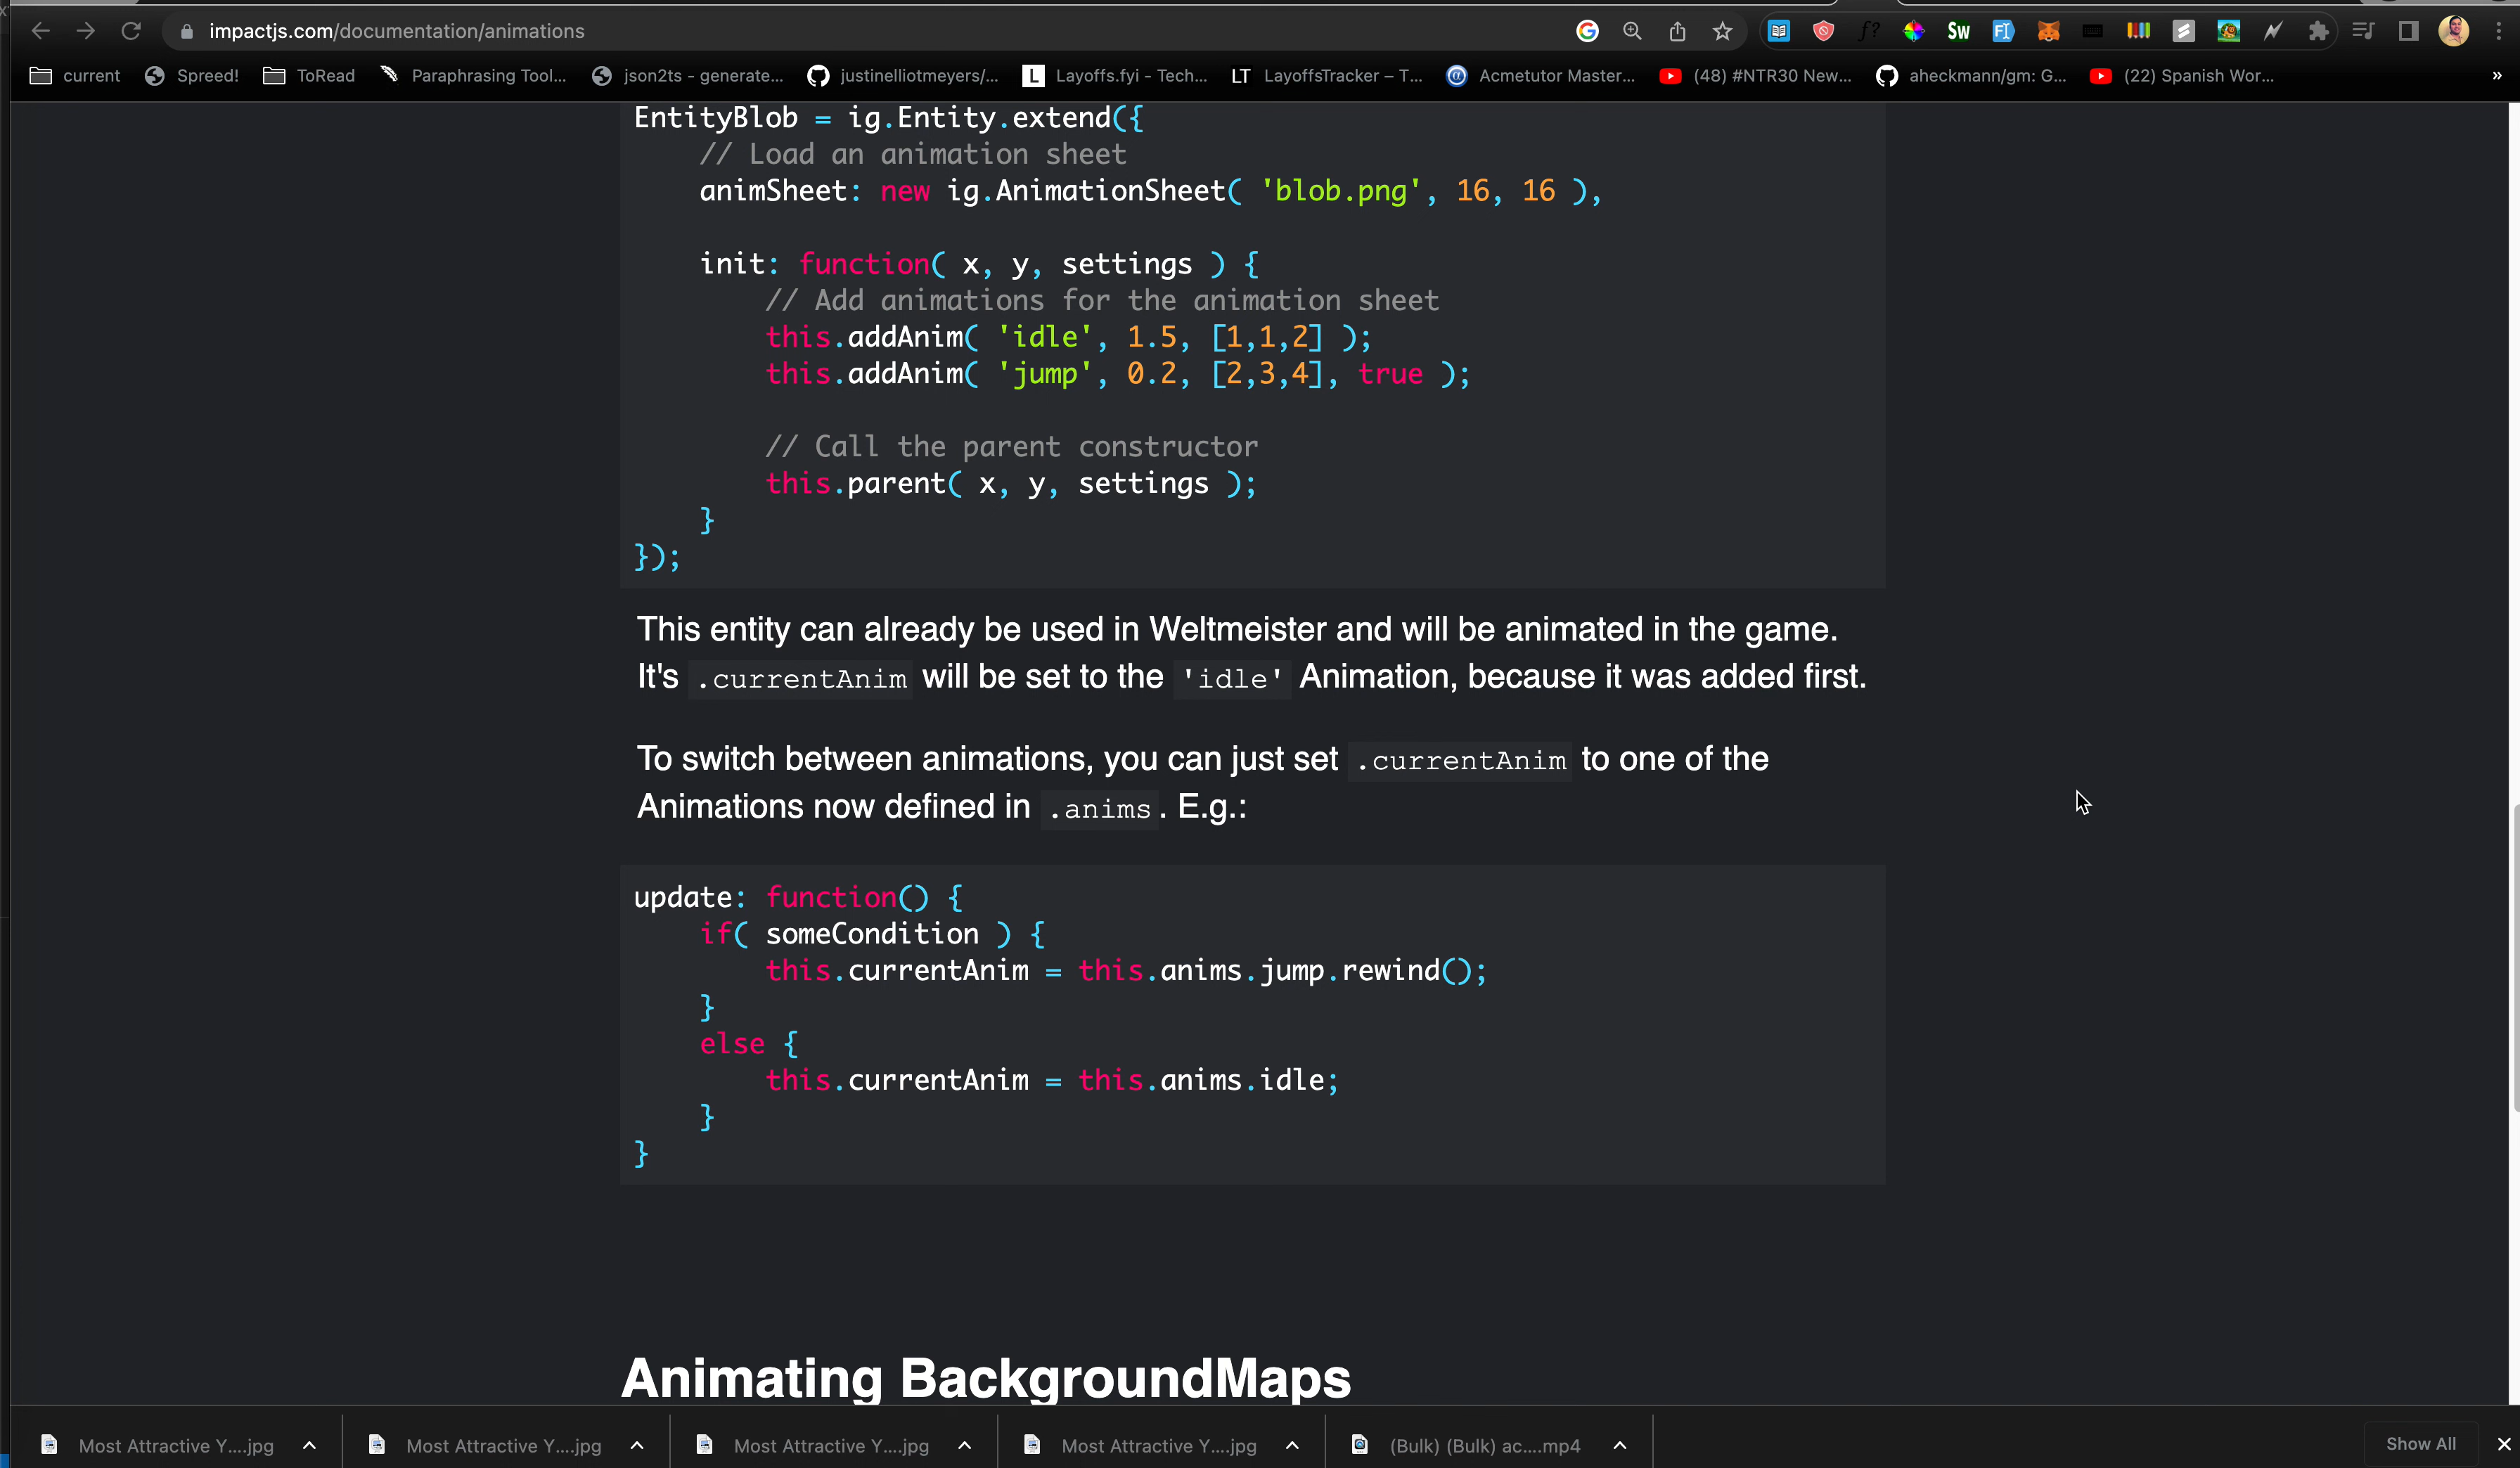 impactjs.com/documentation/animations
current Spreed! ToRead Paraphrasing Tool... json2ts - generate... justinelliotmeyers/... Layoffs.fyi - Tech... LT LayoffsTracker – T... Acmetutor Master... (48) #NTR30 New... aheckmann/gm: G... (22) Spanish Wor... »
EntityBlob = ig.Entity.extend({
    // Load an animation sheet
    animSheet: new ig.AnimationSheet( 'blob.png', 16, 16 ),
    init: function( x, y, settings ) {
        // Add animations for the animation sheet
        this.addAnim( 'idle', 1.5, [1,1,2] );
        this.addAnim( 'jump', 0.2, [2,3,4], true );
        // Call the parent constructor
        this.parent( x, y, settings );
    }
});
This entity can already be used in Weltmeister and will be animated in the game.
It's .currentAnim will be set to the 'idle' Animation, because it was added first.
To switch between animations, you can just set .currentAnim to one of the
Animations now defined in .anims. E.g.:
update: function() {
    if( someCondition ) {
        this.currentAnim = this.anims.jump.rewind();
    }
    else {
        this.currentAnim = this.anims.idle;
    }
}
Animating BackgroundMaps
Most Attractive Y....jpg Most Attractive Y....jpg Most Attractive Y....jpg Most Attractive Y....jpg (Bulk) (Bulk) ac....mp4 Show All